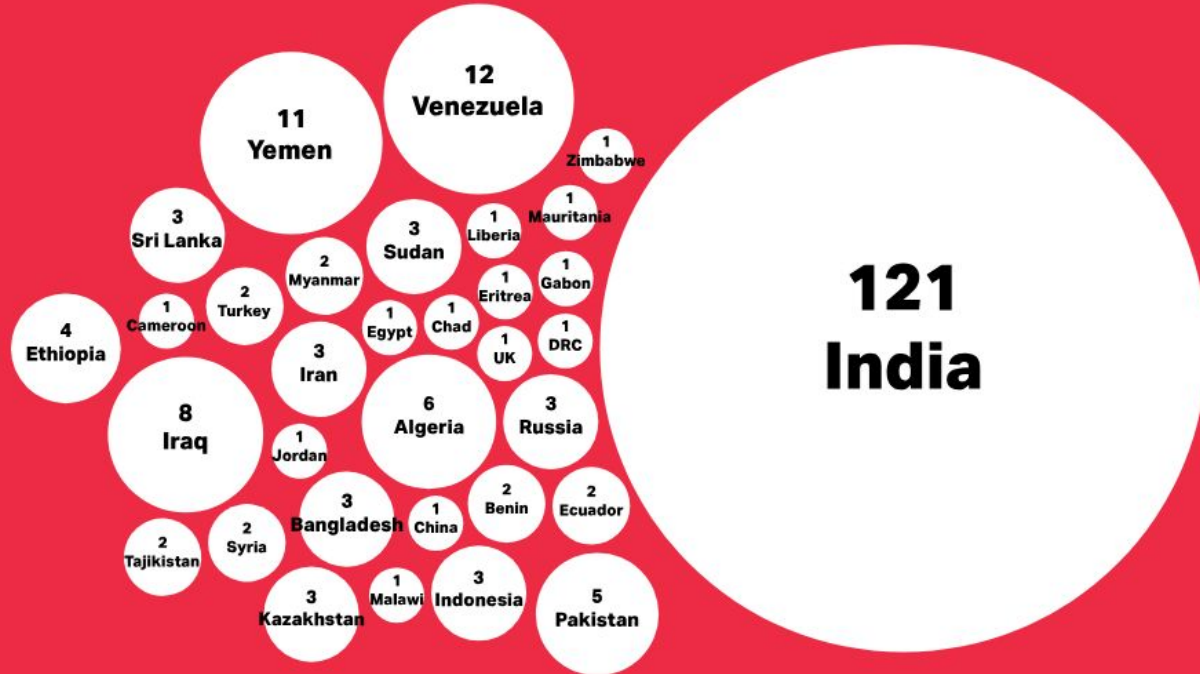 12
Venezuela
11
Yemen
1
Zimbabwe
3
Sri Lanka
3
Sudan
1
Liberia
1
Mauritania
2
Myanmar
2
Turkey
1
Eritrea
1
Gabon
121
India
4
Ethiopia
1
Cameroon
1
Egypt
1
Chad
1
UK
1
DRC
3
Iran
8
Iraq
6
Algeria
3
Russia
1
Jordan
3
Bangladesh
1
China
2
Benin
2
Ecuador
2
Tajikistan
2
Syria
3
Kazakhstan
1
Malawi
3
Indonesia
5
Pakistan